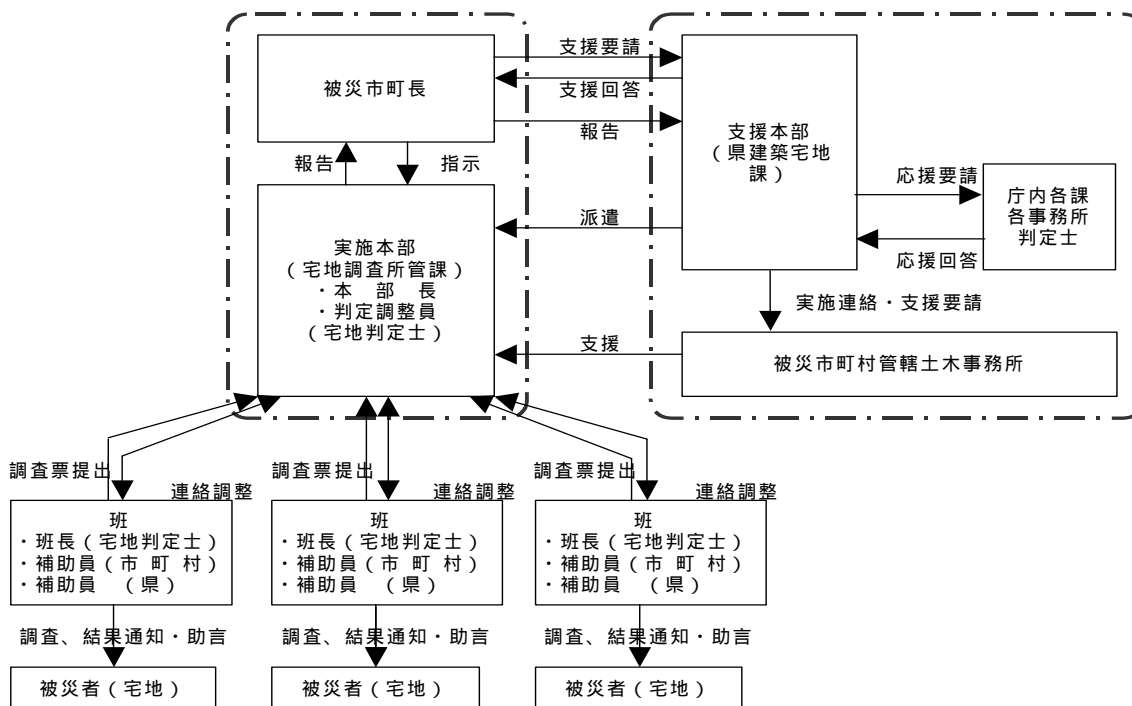 支援要請
被災市町長
支援回答
報告
支援本部
（県建築宅地
課）
報告
指示
応援要請
庁内各課
各事務所
判定士
派遣
応援回答
実施本部
（宅地調査所管課）
・本　部　長
・判定調整員
（宅地判定士）
実施連絡・支援要請
支援
被災市町村管轄土木事務所
調査票提出
連絡調整
調査票提出
連絡調整
調査票提出
連絡調整
班
・班長（宅地判定士）
・補助員（市 町 村）
・補助員　（県）
班
・班長（宅地判定士）
・補助員（市 町 村）
・補助員　（県）
班
・班長（宅地判定士）
・補助員（市 町 村）
・補助員　（県）
調査、結果通知・助言
調査、結果通知・助言
調査、結果通知・助言
被災者（宅地）
被災者（宅地）
被災者（宅地）